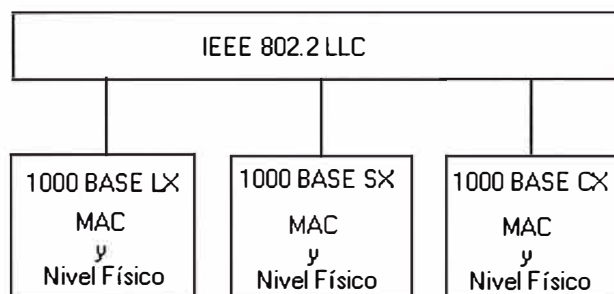 IEEE 802.2 LLC
1000 BASE LX
MAC
y
Nivel Físico
1000 BASE SX
MAC
y
Nivel Físico
1000 BASE CX
MAC
y
Nivel Físico